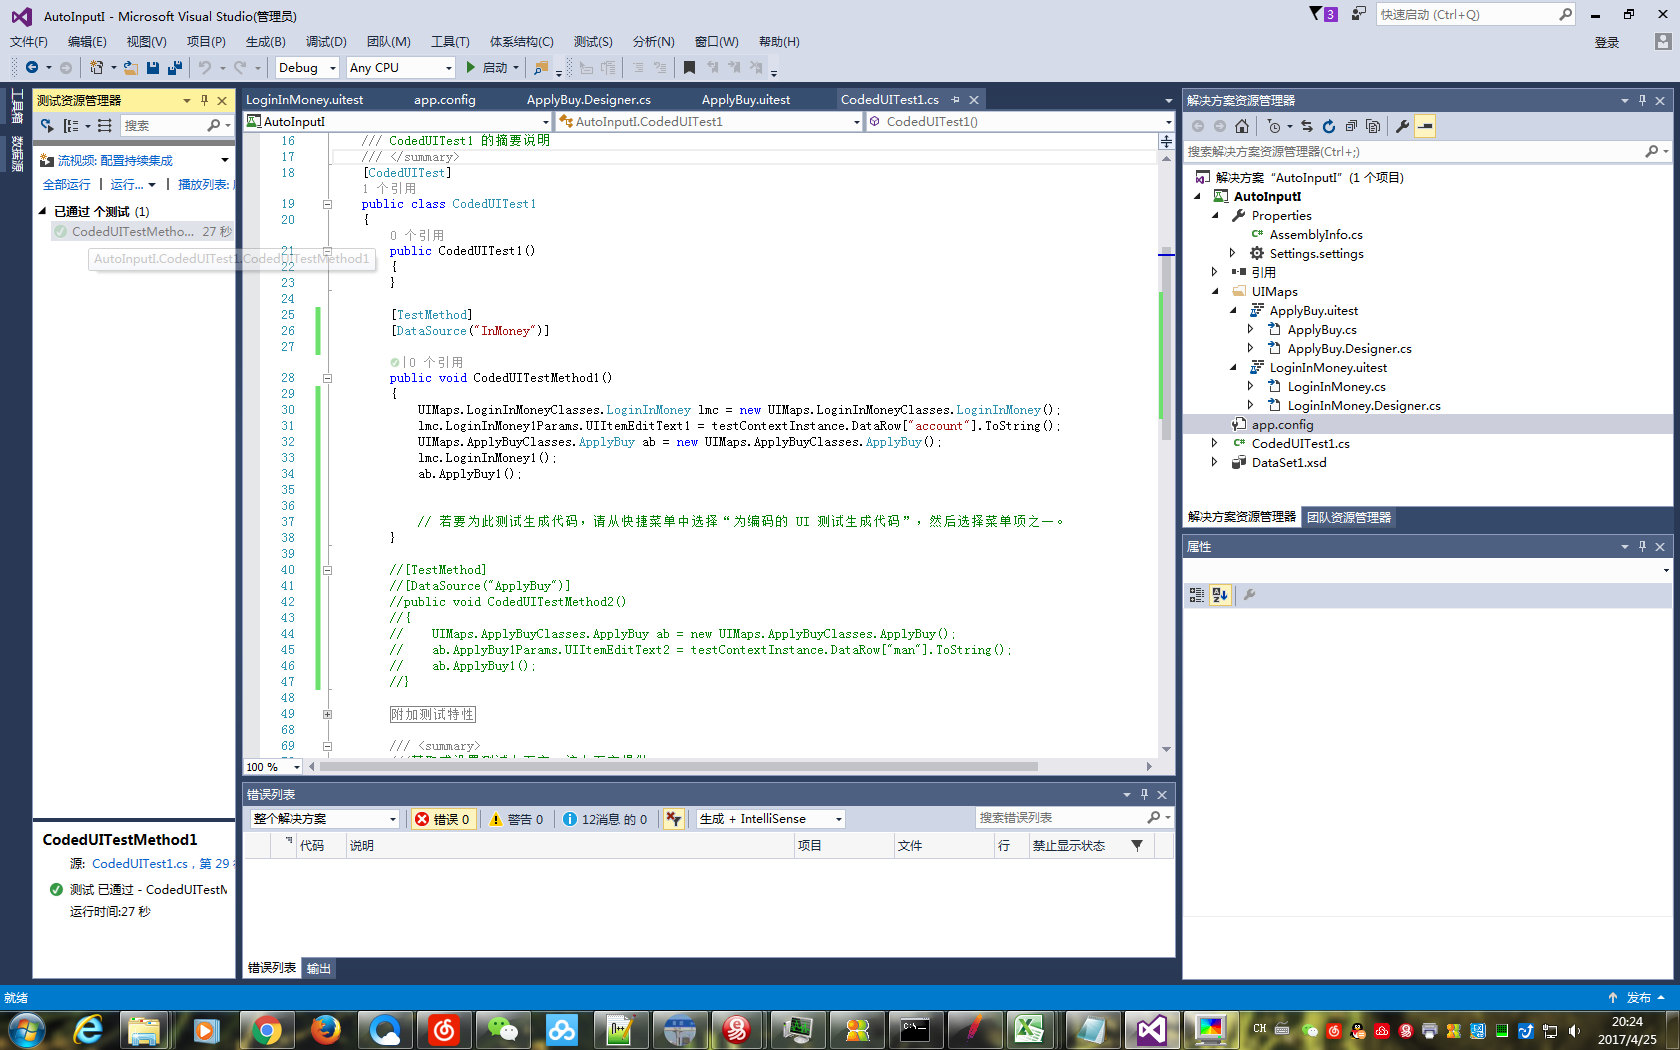 AutoInputI - Microsoft Visual Studio(管理员)
3
快速启动 (Ctrl+Q)
文件(F) 编辑(E) 视图(V) 项目(P) 生成(B) 调试(D) 团队(M) 工具(T) 体系结构(C) 测试(S) 分析(N) 窗口(W) 帮助(H)
登录
Debug Any CPU 启动
工具箱
数据源
测试资源管理器
搜索
流视频: 配置持续集成
全部运行 | 运行... | 播放列表:
已通过 个测试 (1)
CodedUITestMetho... 27 秒
AutoInputI.CodedUITest1.CodedUITestMethod1
CodedUITestMethod1
源: CodedUITest1.cs，第 29
测试 已通过 - CodedUITestM
运行时间:27 秒
LoginInMoney.uitest app.config ApplyBuy.Designer.cs ApplyBuy.uitest CodedUITest1.cs
AutoInputI AutoInputI.CodedUITest1 CodedUITest1()
16 /// CodedUITest1 的摘要说明
17 /// </summary>
18 [CodedUITest]
1 个引用
19 public class CodedUITest1
20 {
0 个引用
21 public CodedUITest1()
22 {
23 }
24
25 [TestMethod]
26 [DataSource("InMoney")]
27
|0 个引用
28 public void CodedUITestMethod1()
29 {
30 UIMaps.LoginInMoneyClasses.LoginInMoney lmc = new UIMaps.LoginInMoneyClasses.LoginInMoney();
31 lmc.LoginInMoney1Params.UIItemEditText1 = testContextInstance.DataRow["account"].ToString();
32 UIMaps.ApplyBuyClasses.ApplyBuy ab = new UIMaps.ApplyBuyClasses.ApplyBuy();
33 lmc.LoginInMoney1();
34 ab.ApplyBuy1();
35
36
37 // 若要为此测试生成代码，请从快捷菜单中选择“为编码的 UI 测试生成代码”，然后选择菜单项之一。
38 }
39
40 //[TestMethod]
41 //[DataSource("ApplyBuy")]
42 //public void CodedUITestMethod2()
43 //{
44 // UIMaps.ApplyBuyClasses.ApplyBuy ab = new UIMaps.ApplyBuyClasses.ApplyBuy();
45 // ab.ApplyBuy1Params.UIItemEditText2 = testContextInstance.DataRow["man"].ToString();
46 // ab.ApplyBuy1();
47 //}
48
49 附加测试特性
68
69 /// <summary>
100 %
错误列表
整个解决方案 错误 0 警告 0 12消息 的 0 生成 + IntelliSense 搜索错误列表
代码 说明 项目 文件 行 禁止显示状态
错误列表 输出
解决方案资源管理器
搜索解决方案资源管理器(Ctrl+;)
解决方案 "AutoInputI" (1 个项目)
AutoInputI
Properties
AssemblyInfo.cs
Settings.settings
引用
UIMaps
ApplyBuy.uitest
ApplyBuy.cs
ApplyBuy.Designer.cs
LoginInMoney.uitest
LoginInMoney.cs
LoginInMoney.Designer.cs
app.config
CodedUITest1.cs
DataSet1.xsd
解决方案资源管理器 团队资源管理器
属性
就绪
发布
CH
20:24
2017/4/25